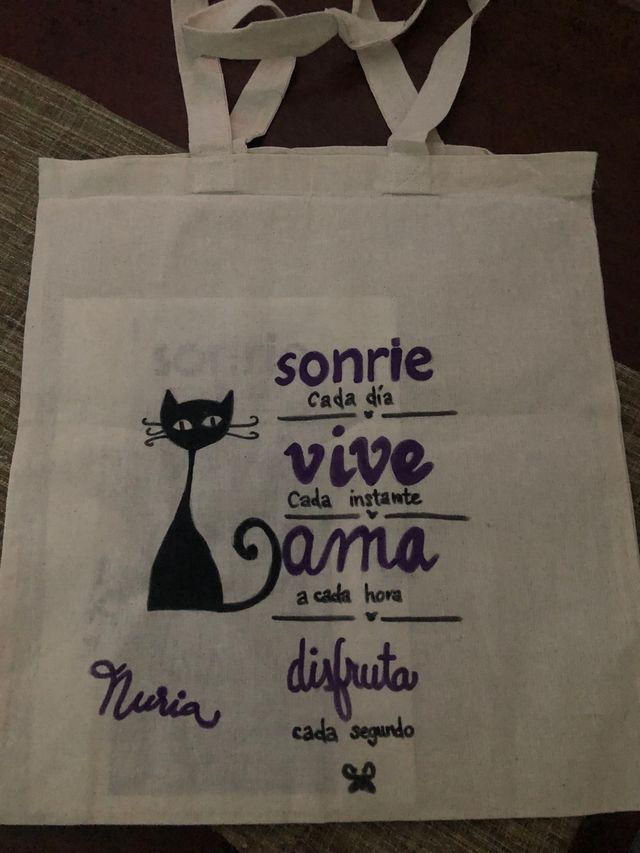 sonrie
Cada día
vive
Cada instante
ama
a cada hora
disfruta
cada segundo
Nuria